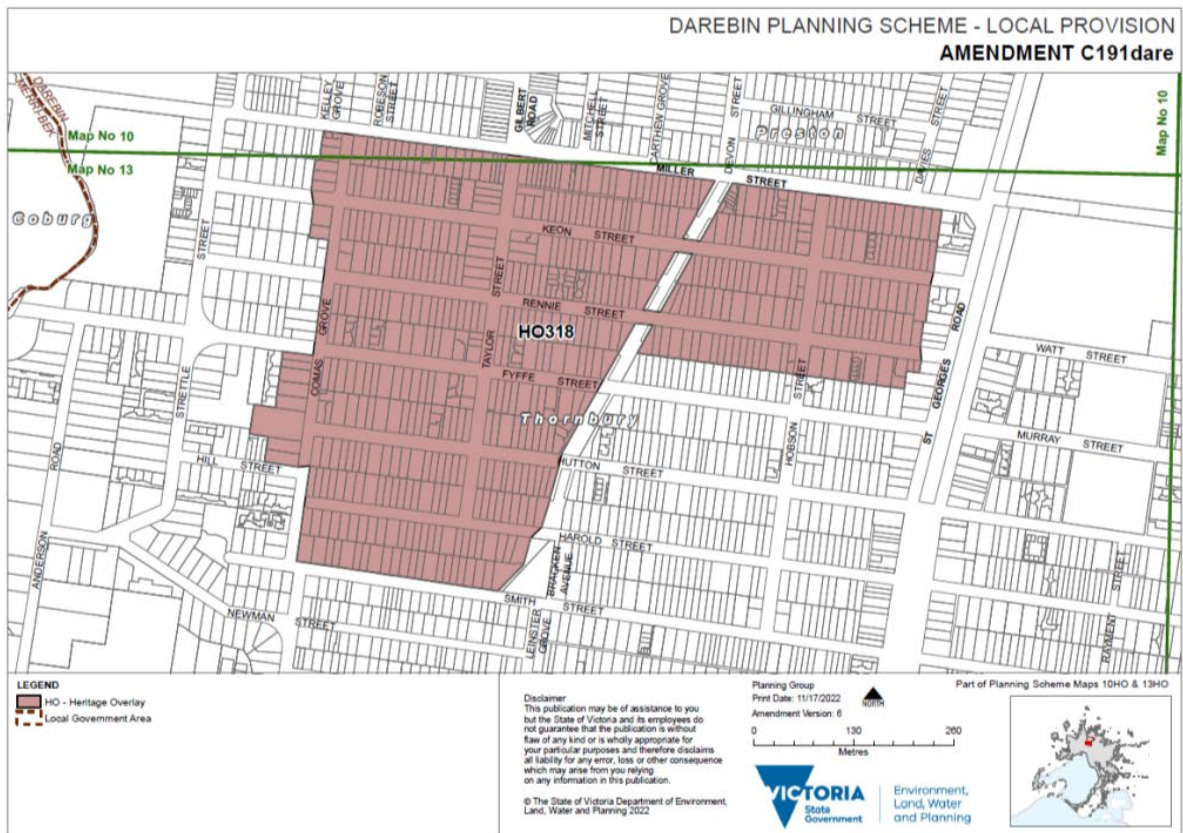 DAREBIN PLANNING SCHEME - LOCAL PROVISION
AMENDMENT C191dare
DAREBIN
MERRI-BEK
Map No 10
Map No 13
Map No 10
Coburg
KELLEY
GROVE
ROBESON
STREET
GILBERT
ROAD
MITCHELL
STREET
CARTHEW GROVE
DEVON
STREET
GILLINGHAM
STREET
Preston
DAVIES
STREET
MILLER
STREET
STREET
STRETTLE
KEON
STREET
RENNIE
STREET
HO318
GROVE
COMAS
STREET
TAYLOR
FYFFE
STREET
Thornbury
STREET
HOBSON
ROAD
GEORGES
ST
WATT
STREET
MURRAY
STREET
HILL
STREET
HUTTON
STREET
HAROLD
STREET
BRACKEN
AVENUE
ROAD
ANDERSON
NEWMAN
STREET
SMITH
STREET
LEINSTER
GROVE
STREET
RAYMENT
LEGEND
HO - Heritage Overlay
Local Government Area
Disclaimer
This publication may be of assistance to you
but the State of Victoria and its employees do
not guarantee that the publication is without
flaw of any kind or is wholly appropriate for
your particular purposes and therefore disclaims
all liability for any error, loss or other consequence
which may arise from you relying
on any information in this publication.
© The State of Victoria Department of Environment,
Land, Water and Planning 2022
Planning Group
Print Date: 11/17/2022
Amendment Version: 6
NORTH
0 130 260
Metres
VICTORIA
State
Government
Environment,
Land, Water
and Planning
Part of Planning Scheme Maps 10HO & 13HO